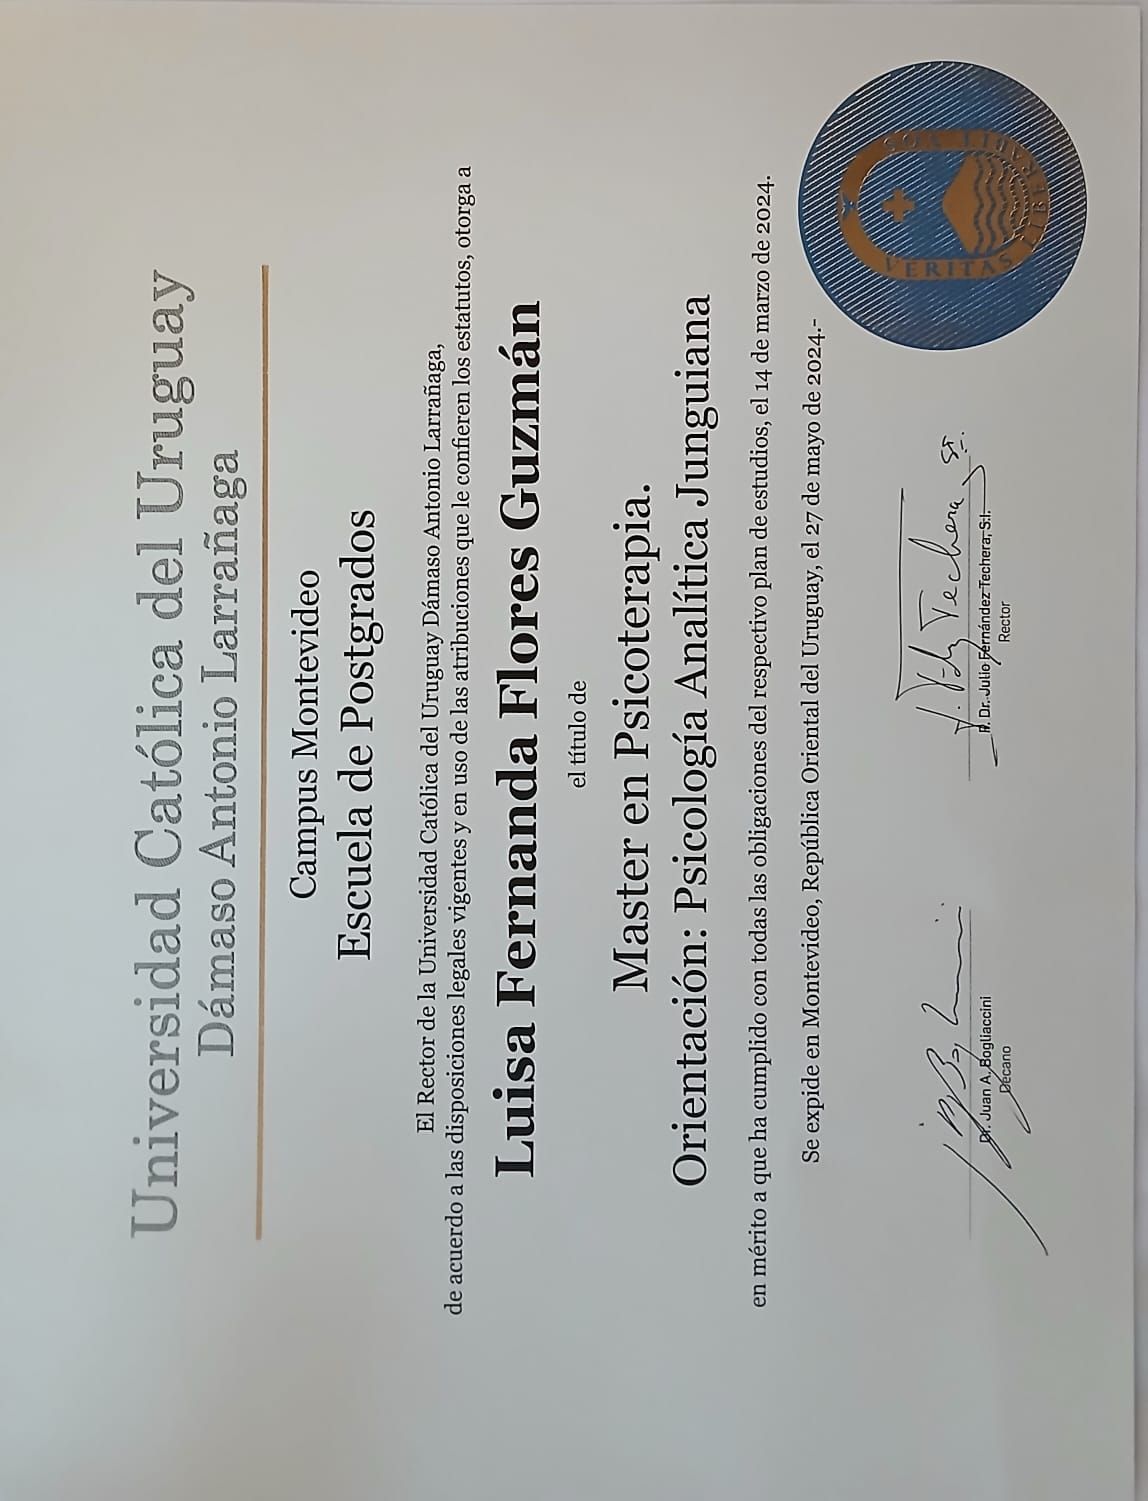 Universidad Católica del Uruguay
Dámaso Antonio Larrañaga
Campus Montevideo
Escuela de Postgrados
El Rector de la Universidad Católica del Uruguay Dámaso Antonio Larrañaga,
de acuerdo a las disposiciones legales vigentes y en uso de las atribuciones que le confieren los estatutos, otorga a
Luisa Fernanda Flores Guzmán
el título de
Master en Psicoterapia.
Orientación: Psicología Analítica Junguiana
en mérito a que ha cumplido con todas las obligaciones del respectivo plan de estudios, el 14 de marzo de 2024.
Se expide en Montevideo, República Oriental del Uruguay, el 27 de mayo de 2024.-
Dr. Juan A. Bogliaccini
Decano
R. Dr. Julio Fernández Techera, S.I.
Rector
VERITAS LIBERABIT VOS